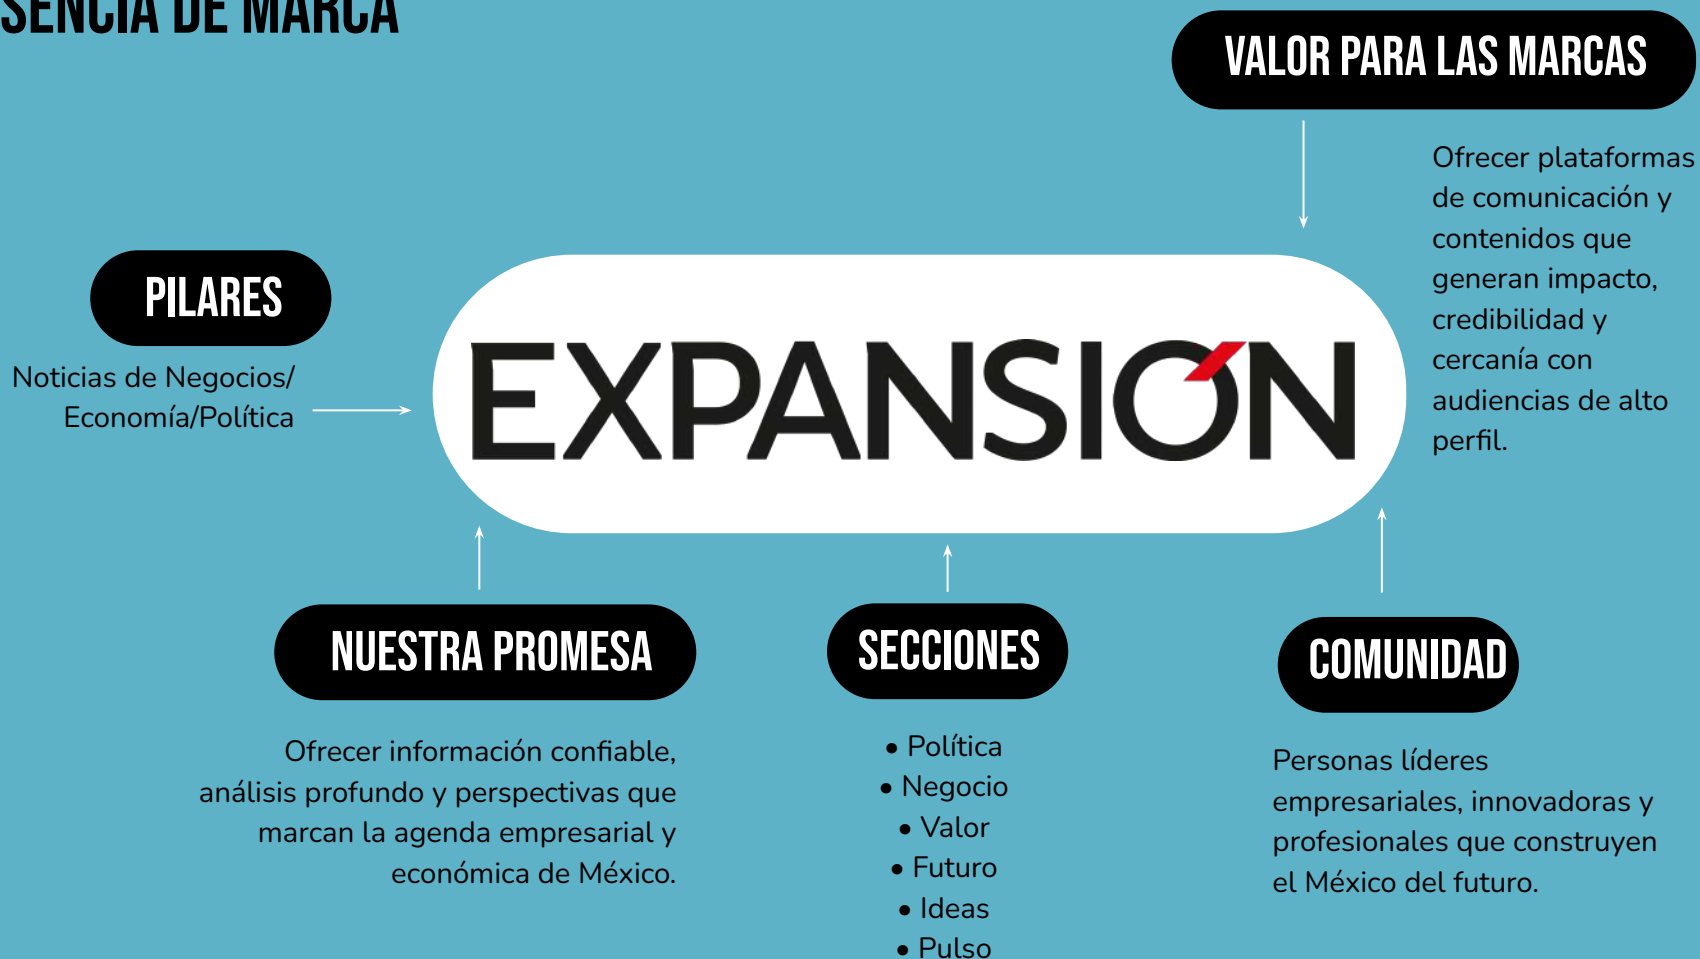 SENCIA DE MARCA
VALOR PARA LAS MARCAS
Ofrecer plataformas
de comunicación y
contenidos que
generan impacto,
credibilidad y
cercanía con
audiencias de alto
perfil.
PILARES
Noticias de Negocios/
Economía/Política
EXPANSIÓN
NUESTRA PROMESA
Ofrecer información confiable,
análisis profundo y perspectivas que
marcan la agenda empresarial y
económica de México.
SECCIONES
• Política
• Negocio
• Valor
• Futuro
• Ideas
• Pulso
COMUNIDAD
Personas líderes
empresariales, innovadoras y
profesionales que construyen
el México del futuro.